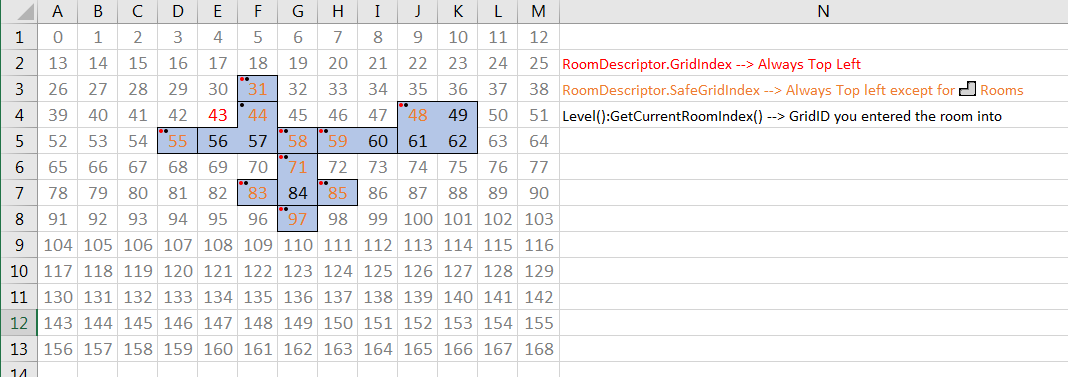 A B C D E F G H I J K L M N
1 0 1 2 3 4 5 6 7 8 9 10 11 12
2 13 14 15 16 17 18 19 20 21 22 23 24 25 RoomDescriptor.GridIndex --> Always Top Left
3 26 27 28 29 30 31 32 33 34 35 36 37 38 RoomDescriptor.SafeGridIndex --> Always Top left except for Rooms
4 39 40 41 42 43 44 45 46 47 48 49 50 51 Level():GetCurrentRoomIndex() --> GridID you entered the room into
5 52 53 54 55 56 57 58 59 60 61 62 63 64
6 65 66 67 68 69 70 71 72 73 74 75 76 77
7 78 79 80 81 82 83 84 85 86 87 88 89 90
8 91 92 93 94 95 96 97 98 99 100 101 102 103
9 104 105 106 107 108 109 110 111 112 113 114 115 116
10 117 118 119 120 121 122 123 124 125 126 127 128 129
11 130 131 132 133 134 135 136 137 138 139 140 141 142
12 143 144 145 146 147 148 149 150 151 152 153 154 155
13 156 157 158 159 160 161 162 163 164 165 166 167 168
14